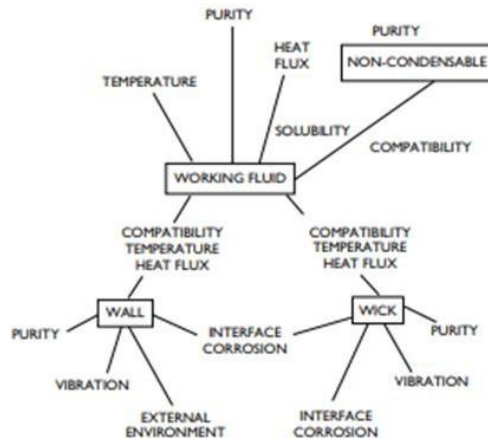 PURITY
PURITY
HEAT
FLUX
NON-CONDENSABLE
TEMPERATURE
SOLUBILITY
COMPATIBILITY
WORKING FLUID
COMPATIBILITY
TEMPERATURE
HEAT FLUX
COMPATIBILITY
TEMPERATURE
HEAT FLUX
WALL
WICK
PURITY
INTERFACE
CORROSION
PURITY
VIBRATION
VIBRATION
EXTERNAL
ENVIRONMENT
INTERFACE
CORROSION